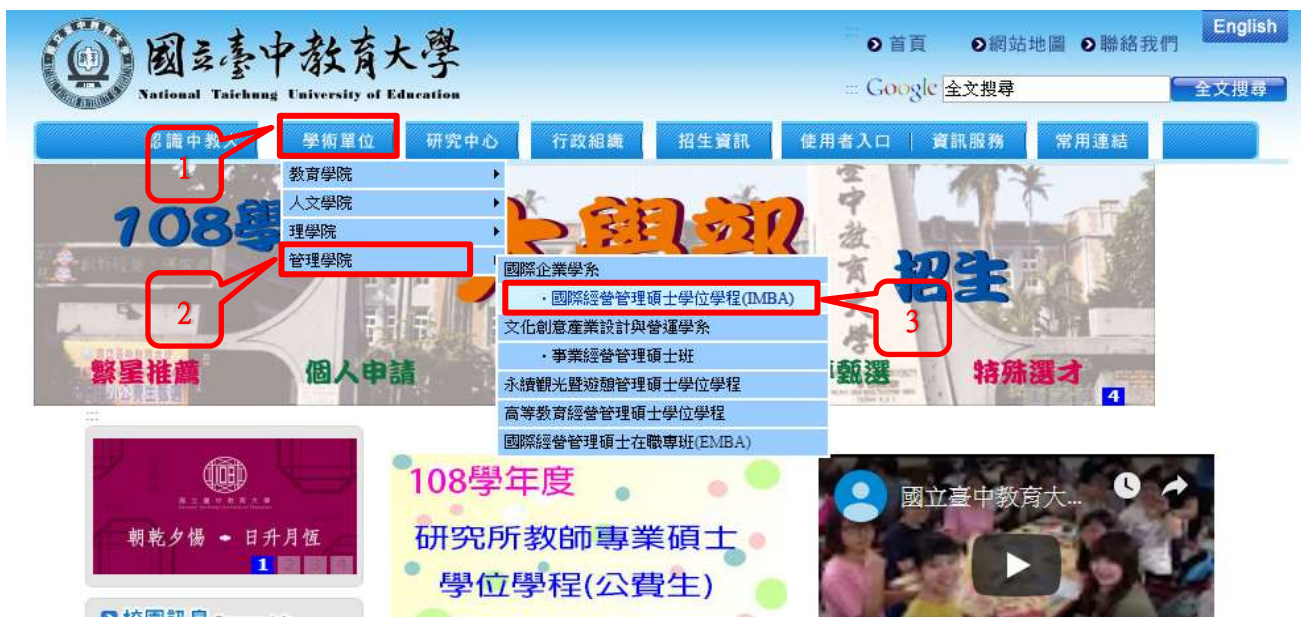 English
國立臺中教育大學
National Taichung University of Education
首頁 網站地圖 聯絡我們
Google 全文搜尋 全文搜尋
認識中教大 學術單位 研究中心 行政組織 招生資訊 使用者入口 資訊服務 常用連結
1
教育學院
人文學院
理學院
管理學院
2
國際企業學系
・國際經營管理碩士學位學程(IMBA)
3
文化創意產業設計與營運學系
・事業經營管理碩士班
永續觀光暨遊憩管理碩士學位學程
高等教育經營管理碩士學位學程
國際經營管理碩士在職專班(EMBA)
108學
大學部
招生
繁星推薦
個人申請
甄選
特殊選才
4
朝乾夕惕 日升月恆
1 2 3 4
108學年度
研究所教師專業碩士
學位學程(公費生)
國立臺中教育大...
校園訊息